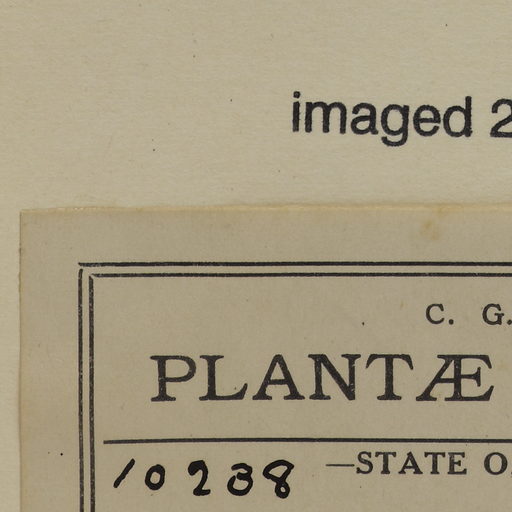 imaged 2
C. G.
PLANTÆ
10238 —STATE O